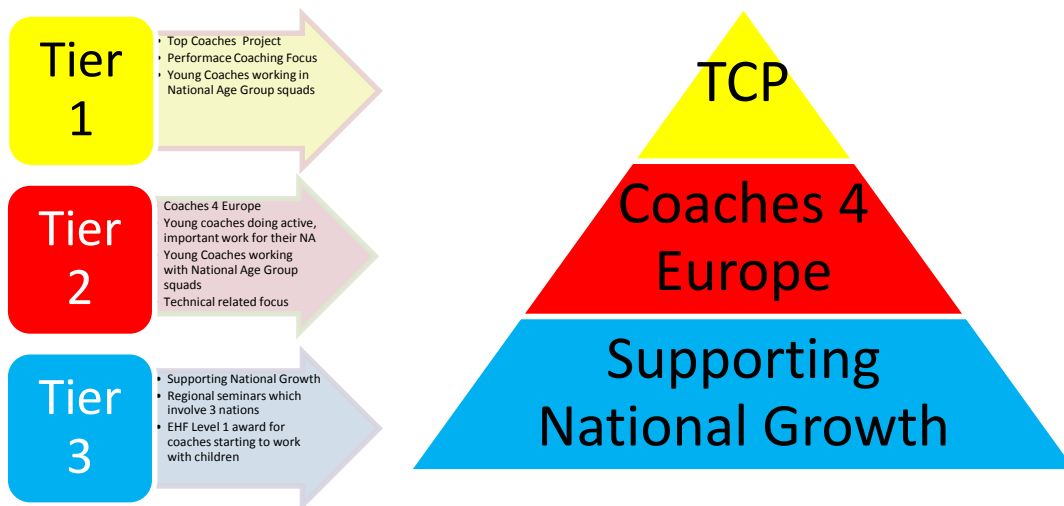 Tier
1
• Top Coaches Project
• Performace Coaching Focus
• Young Coaches working in
National Age Group squads
Tier
2
Coaches 4 Europe
Young coaches doing active,
important work for their NA
Young Coaches working
with National Age Group
squads
Technical related focus
Tier
3
• Supporting National Growth
• Regional seminars which
involve 3 nations
• EHF Level 1 award for
coaches starting to work
with children
TCP
Coaches 4
Europe
Supporting
National Growth